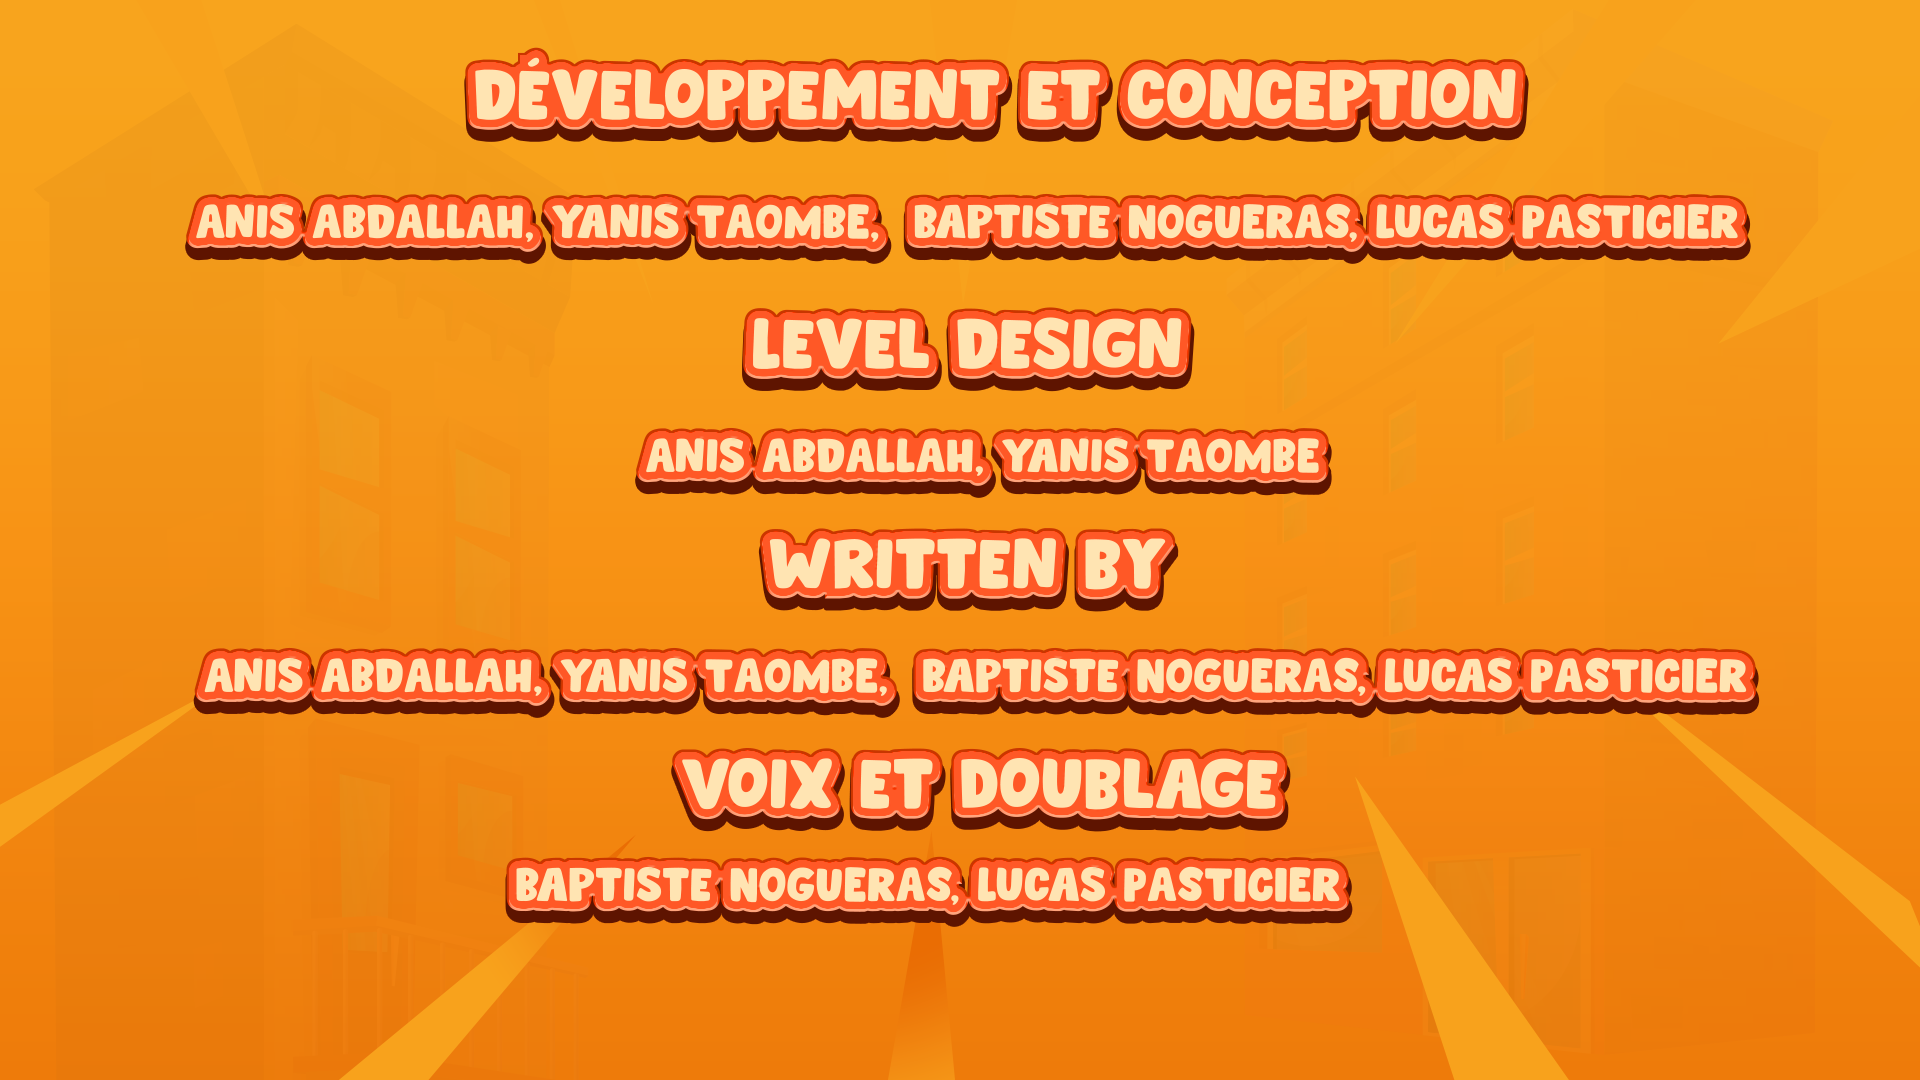 DÉVELOPPEMENT ET CONCEPTION
ANIS ABDALLAH, YANIS TAOMBE, BAPTISTE NOGUERAS, LUCAS PASTICIER
LEVEL DESIGN
ANIS ABDALLAH, YANIS TAOMBE
WRITTEN BY
ANIS ABDALLAH, YANIS TAOMBE, BAPTISTE NOGUERAS, LUCAS PASTICIER
VOIX ET DOUBLAGE
BAPTISTE NOGUERAS, LUCAS PASTICIER